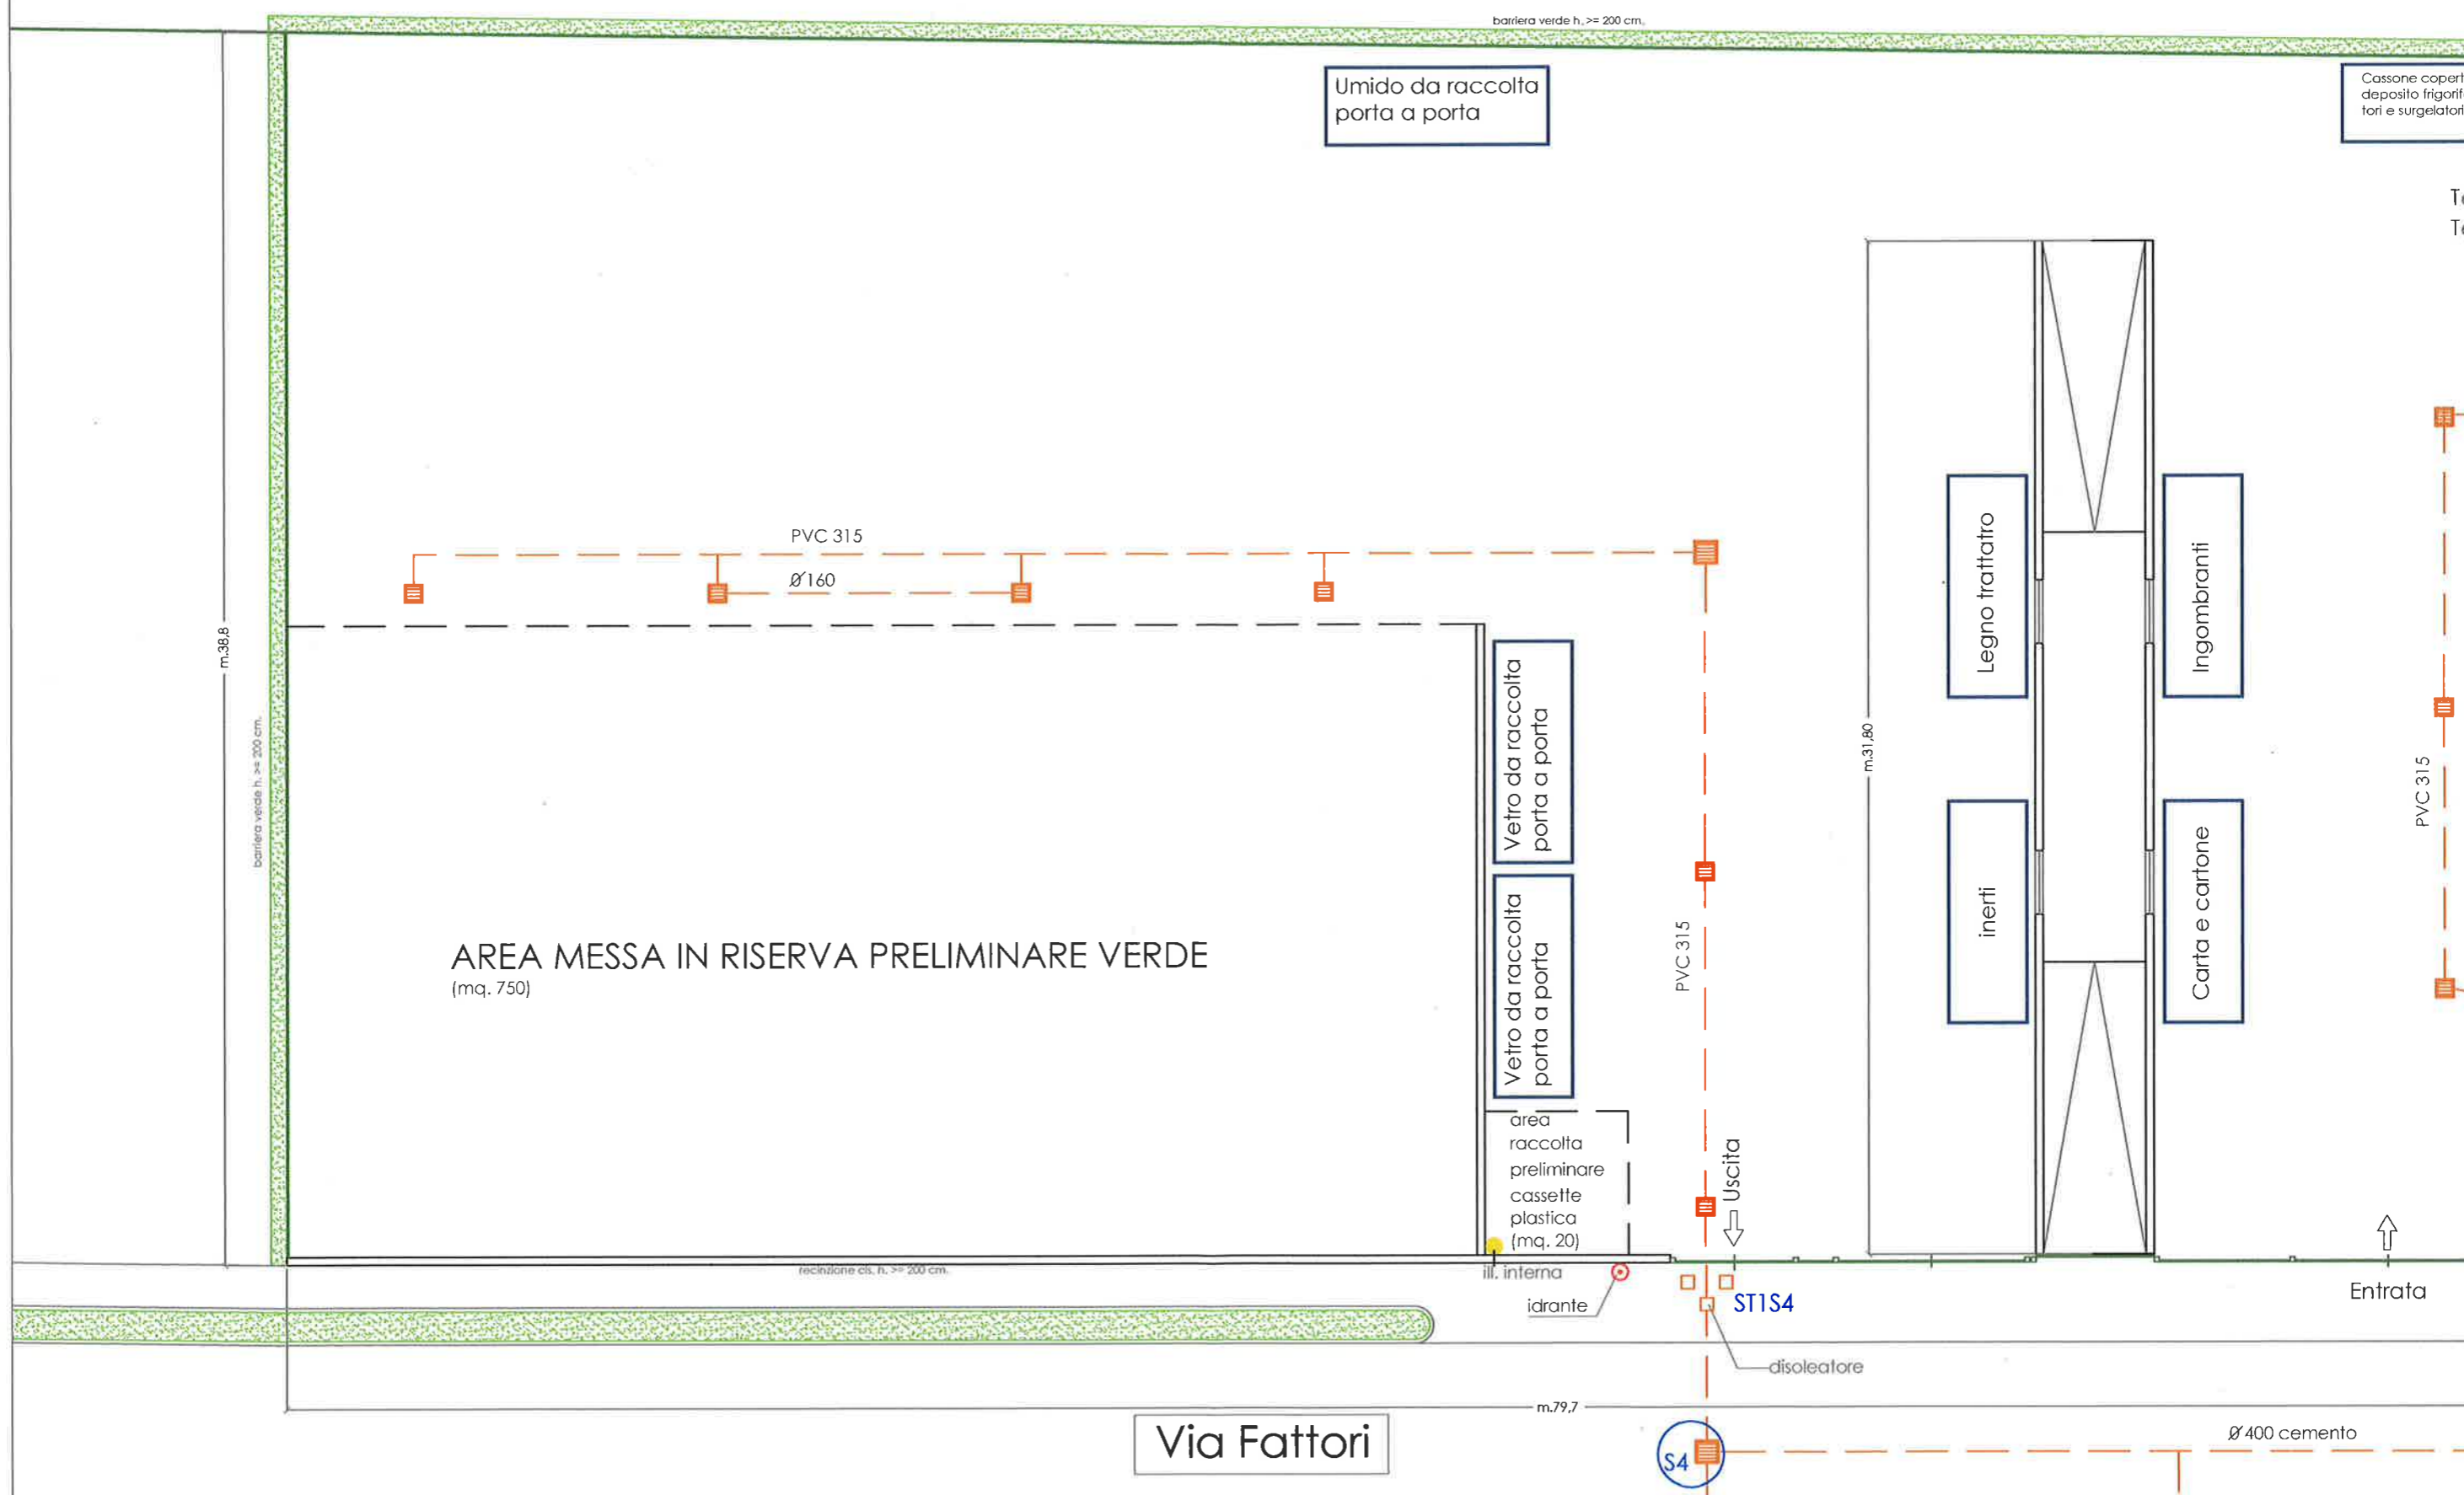 barriera verde h. >= 200 cm.
Umido da raccolta
porta a porta
Cassone
deposito
tori e surgelatori
m.38,8
barriera verde h. >= 200 cm.
PVC 315
Ø160
Legno trattatro
Ingombranti
Vetro da raccolta
porta a porta
m.31,80
PVC 315
AREA MESSA IN RISERVA PRELIMINARE VERDE
(mq. 750)
Vetro da raccolta
porta a porta
PVC 315
inerti
Carta e cartone
area
raccolta
preliminare
cassette
plastica
(mq. 20)
Uscita
recinzione cls. h. >= 200 cm.
ill. interna
idrante
ST1S4
Entrata
disoleatore
m.79,7
Via Fattori
S4
Ø400 cemento